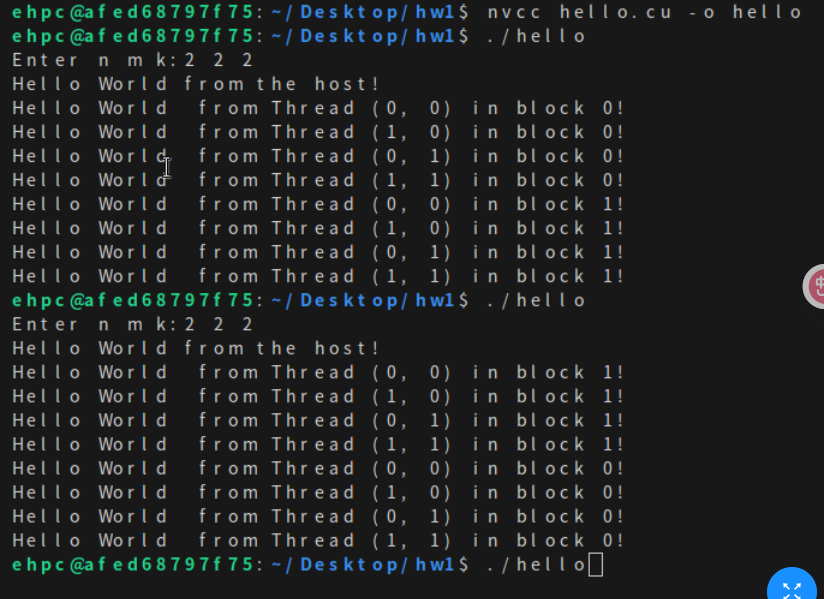 ehpc@afed68797f75:~/Desktop/hw1$ nvcc hello.cu -o hello
ehpc@afed68797f75:~/Desktop/hw1$ ./hello
Enter n m k:2 2 2
Hello World from the host!
Hello World  from Thread (0, 0) in block 0!
Hello World  from Thread (1, 0) in block 0!
Hello World  from Thread (0, 1) in block 0!
Hello World  from Thread (1, 1) in block 0!
Hello World  from Thread (0, 0) in block 1!
Hello World  from Thread (1, 0) in block 1!
Hello World  from Thread (0, 1) in block 1!
Hello World  from Thread (1, 1) in block 1!
ehpc@afed68797f75:~/Desktop/hw1$ ./hello
Enter n m k:2 2 2
Hello World from the host!
Hello World  from Thread (0, 0) in block 1!
Hello World  from Thread (1, 0) in block 1!
Hello World  from Thread (0, 1) in block 1!
Hello World  from Thread (1, 1) in block 1!
Hello World  from Thread (0, 0) in block 0!
Hello World  from Thread (1, 0) in block 0!
Hello World  from Thread (0, 1) in block 0!
Hello World  from Thread (1, 1) in block 0!
ehpc@afed68797f75:~/Desktop/hw1$ ./hello